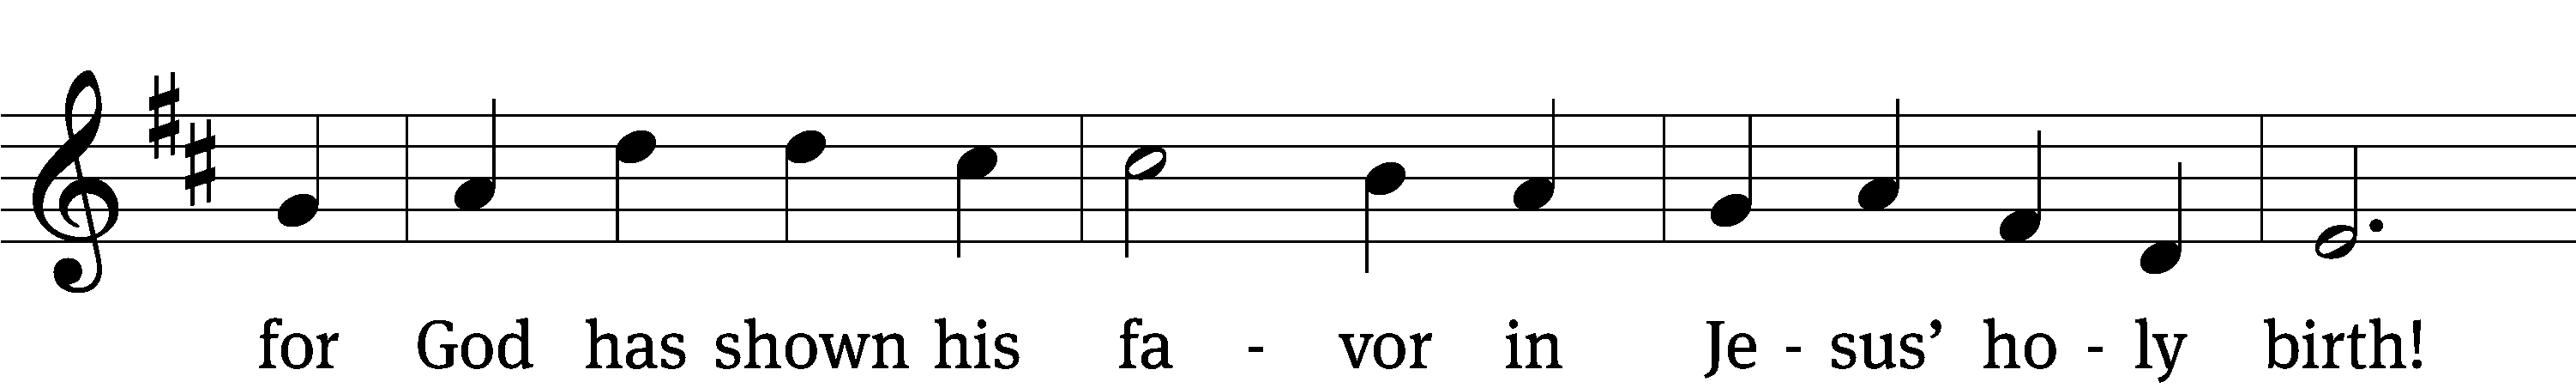 for God has shown his fa - vor in Je - sus’ ho - ly birth!